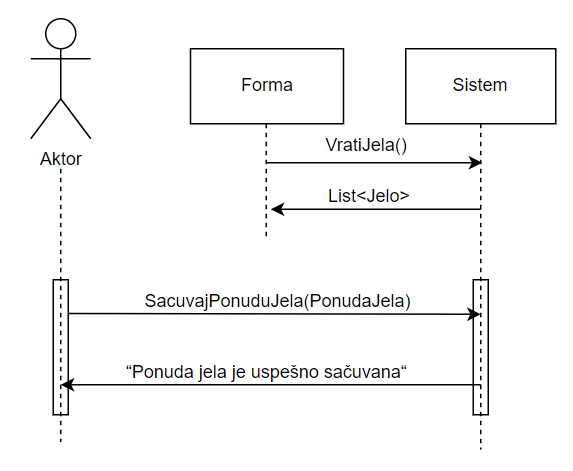 Forma
Sistem
VratiJela()
Aktor
List<Jelo>
SacuvajPonuduJela(PonudaJela)
“Ponuda jela je uspešno sačuvana“